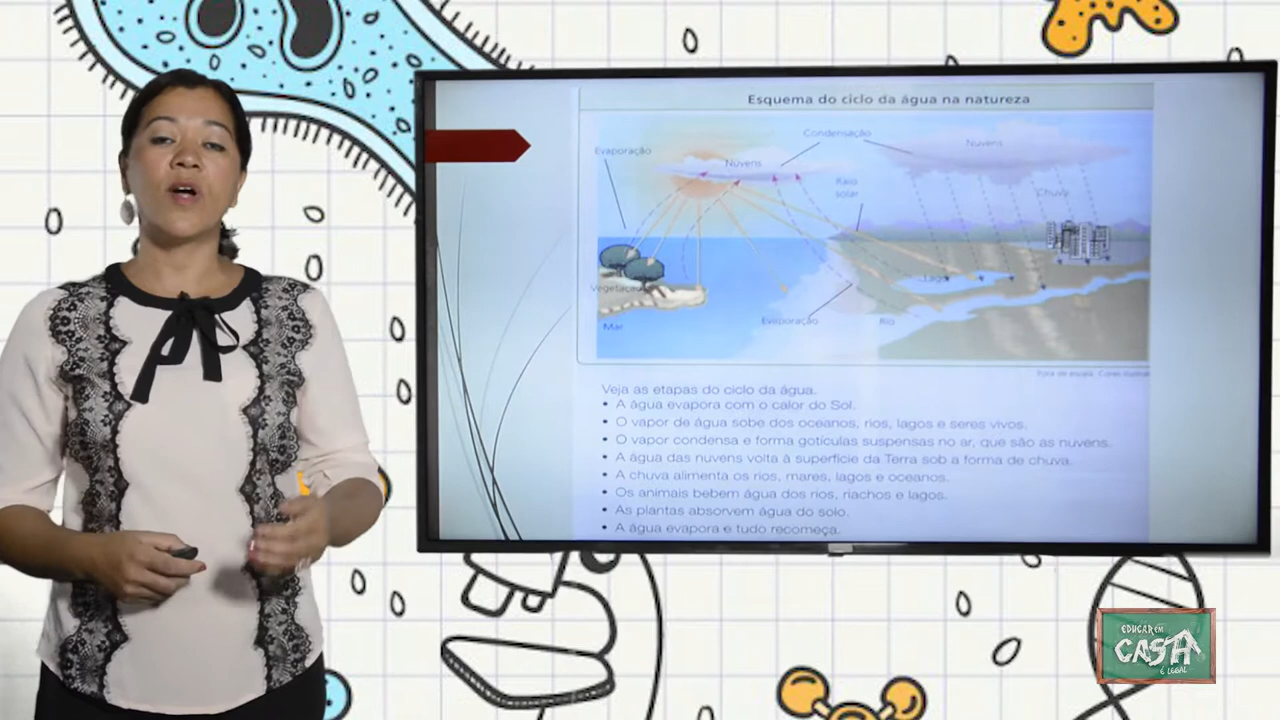 Esquema do ciclo da água na natureza
Condensação
Nuvens
Evaporação
Nuvens
Raio
solar
Chuva
Lago
Vegetação
Evaporação
Rio
Mar
Veja as etapas do ciclo da água.
• A água evapora com o calor do Sol.
• O vapor de água sobe dos oceanos, rios, lagos e seres vivos.
• O vapor condensa e forma gotículas suspensas no ar, que são as nuvens.
• A água das nuvens volta à superfície da Terra sob a forma de chuva.
• A chuva alimenta os rios, mares, lagos e oceanos.
• Os animais bebem água dos rios, riachos e lagos.
• As plantas absorvem água do solo.
• A água evapora e tudo recomeça.
EDUCAR EM
CASA
É LEGAL